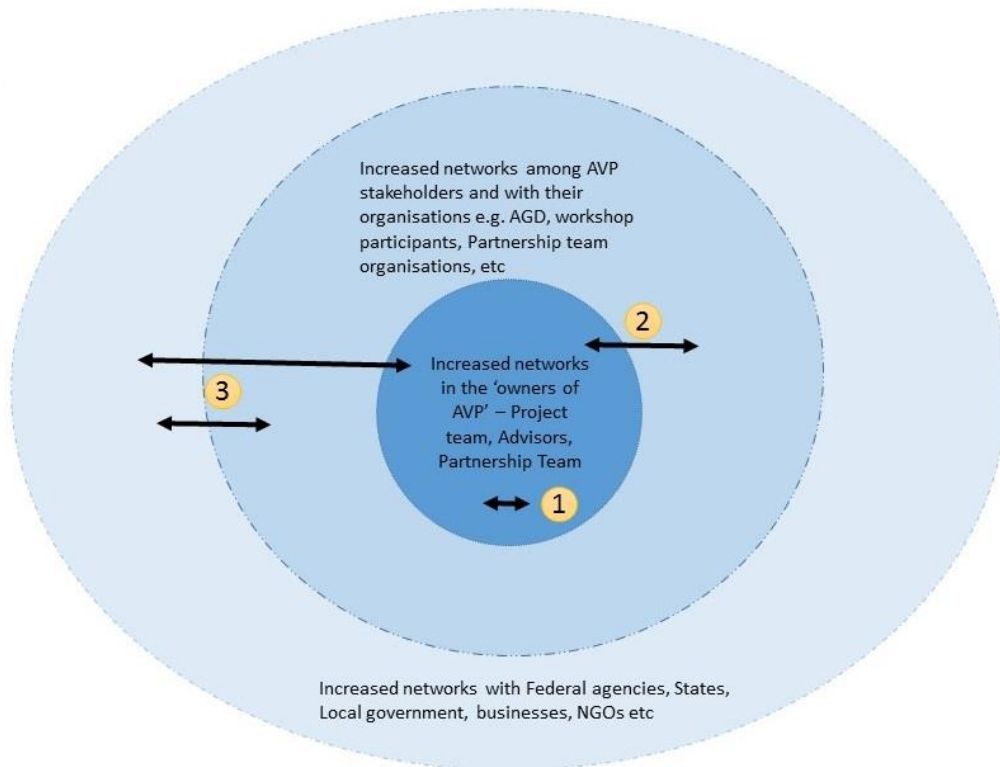 Increased networks among AVP
stakeholders and with their
organisations e.g. AGD, workshop
participants, Partnership team
organisations, etc
2
Increased networks
in the ‘owners of
AVP’ – Project
team, Advisors,
Partnership Team
3
1
Increased networks with Federal agencies, States,
Local government, businesses, NGOs etc